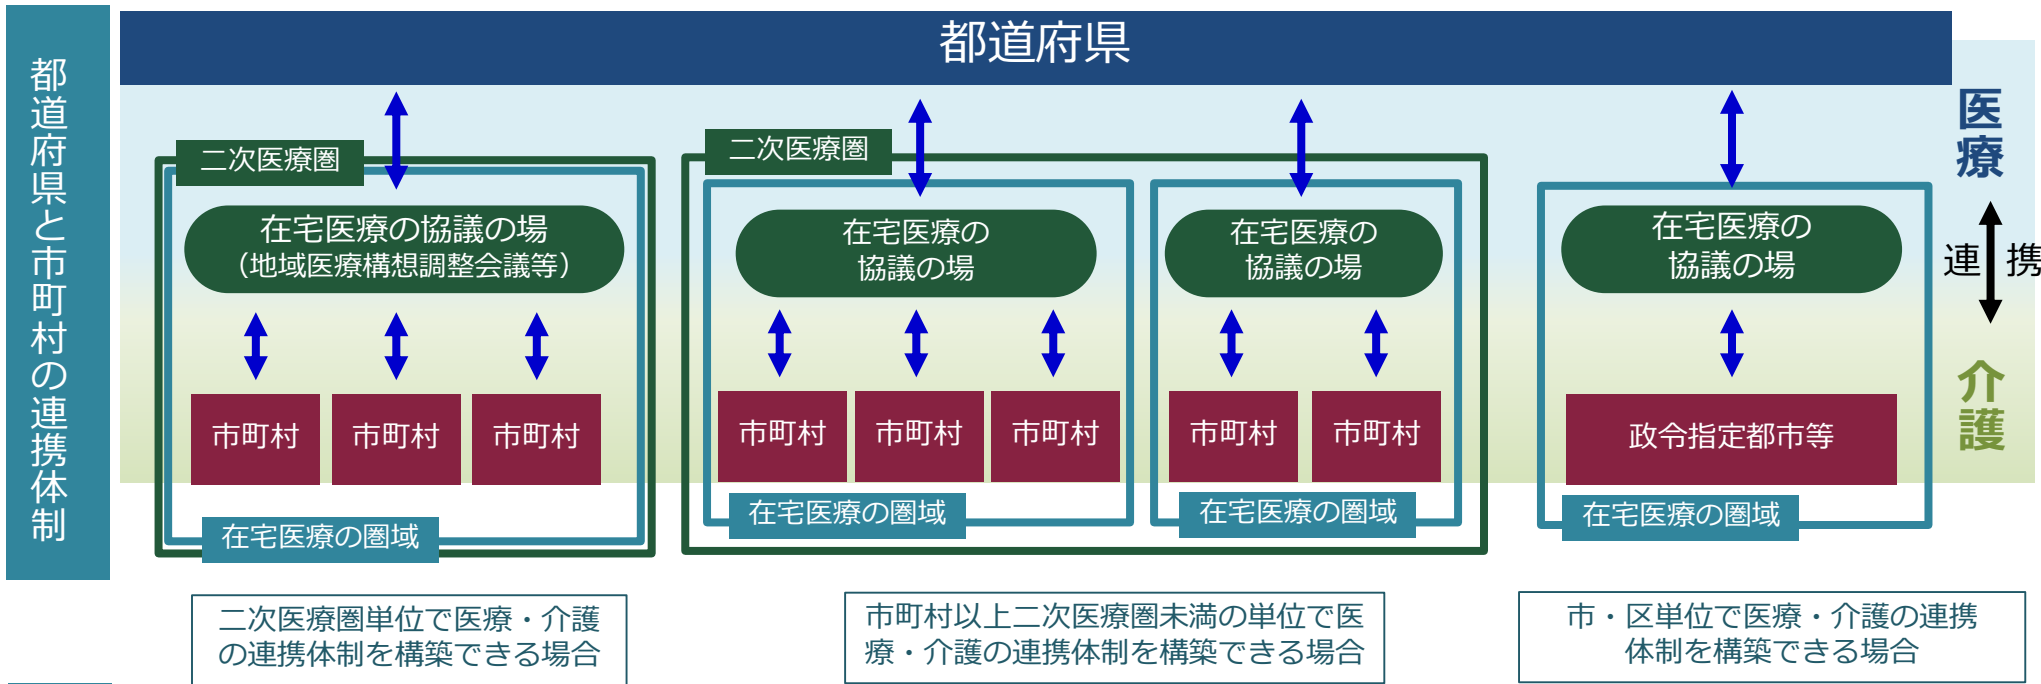 都道府県と市町村の連携体制
都道府県
二次医療圏
在宅医療の協議の場
（地域医療構想調整会議等）
市町村
市町村
市町村
在宅医療の圏域
二次医療圏単位で医療・介護
の連携体制を構築できる場合
二次医療圏
在宅医療の
協議の場
市町村
市町村
市町村
在宅医療の圏域
在宅医療の
協議の場
市町村
市町村
在宅医療の圏域
市町村以上二次医療圏未満の単位で医
療・介護の連携体制を構築できる場合
在宅医療の
協議の場
政令指定都市等
在宅医療の圏域
市・区単位で医療・介護の連携
体制を構築できる場合
医療
連携
介護